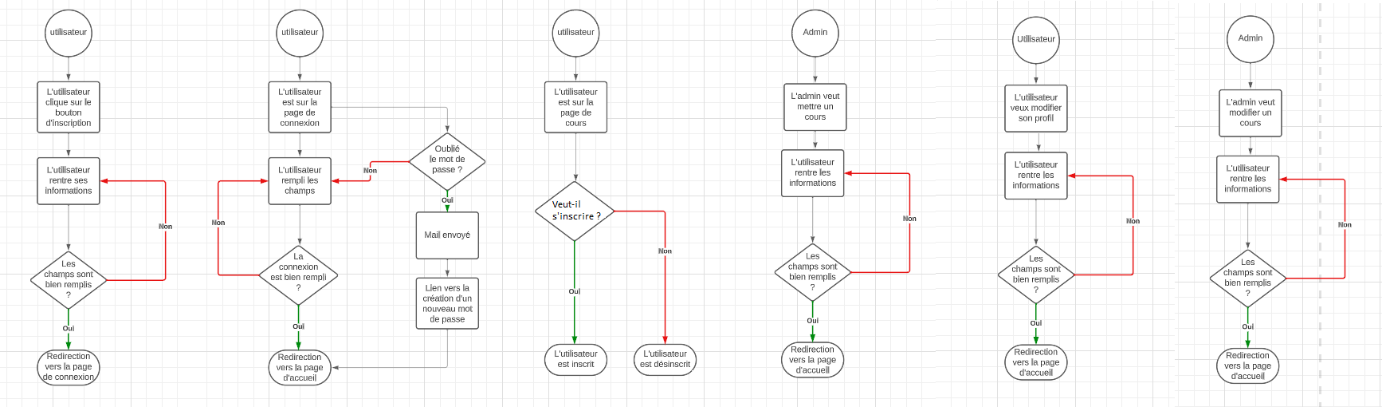 utilisateur
L'utilisateur
clique sur le
bouton
d'inscription
L'utilisateur
rentre ses
informations
Non
Les
champs sont
bien remplis
?
Oui
Redirection
vers la page
de connexion
utilisateur
L'utilisateur
est sur la
page de
connexion
Oublié
le mot de
passe ?
Non
Oui
L'utilisateur
rempli les
champs
Non
Mail envoyé
La
connexion
est bien rempli
?
Lien vers la
création d'un
nouveau mot
de passe
Oui
Redirection
vers la page
d'accueil
utilisateur
L'utilisateur
est sur la
page de
cours
Veut-il
s'inscrire ?
Non
Oui
L'utilisateur
est inscrit
L'utilisateur
est désinscrit
Admin
L'admin veut
mettre un
cours
L'utilisateur
rentre les
informations
Non
Les
champs sont
bien remplis
?
Oui
Redirection
vers la page
d'accueil
Utilisateur
L'utilisateur
veux modifier
son profil
L'utilisateur
rentre les
informations
Non
Les
champs sont
bien remplis
?
Oui
Redirection
vers la page
d'accueil
Admin
L'admin veut
modifier un
cours
L'utilisateur
rentre les
informations
Non
Les
champs sont
bien remplis
?
Oui
Redirection
vers la page
d'accueil